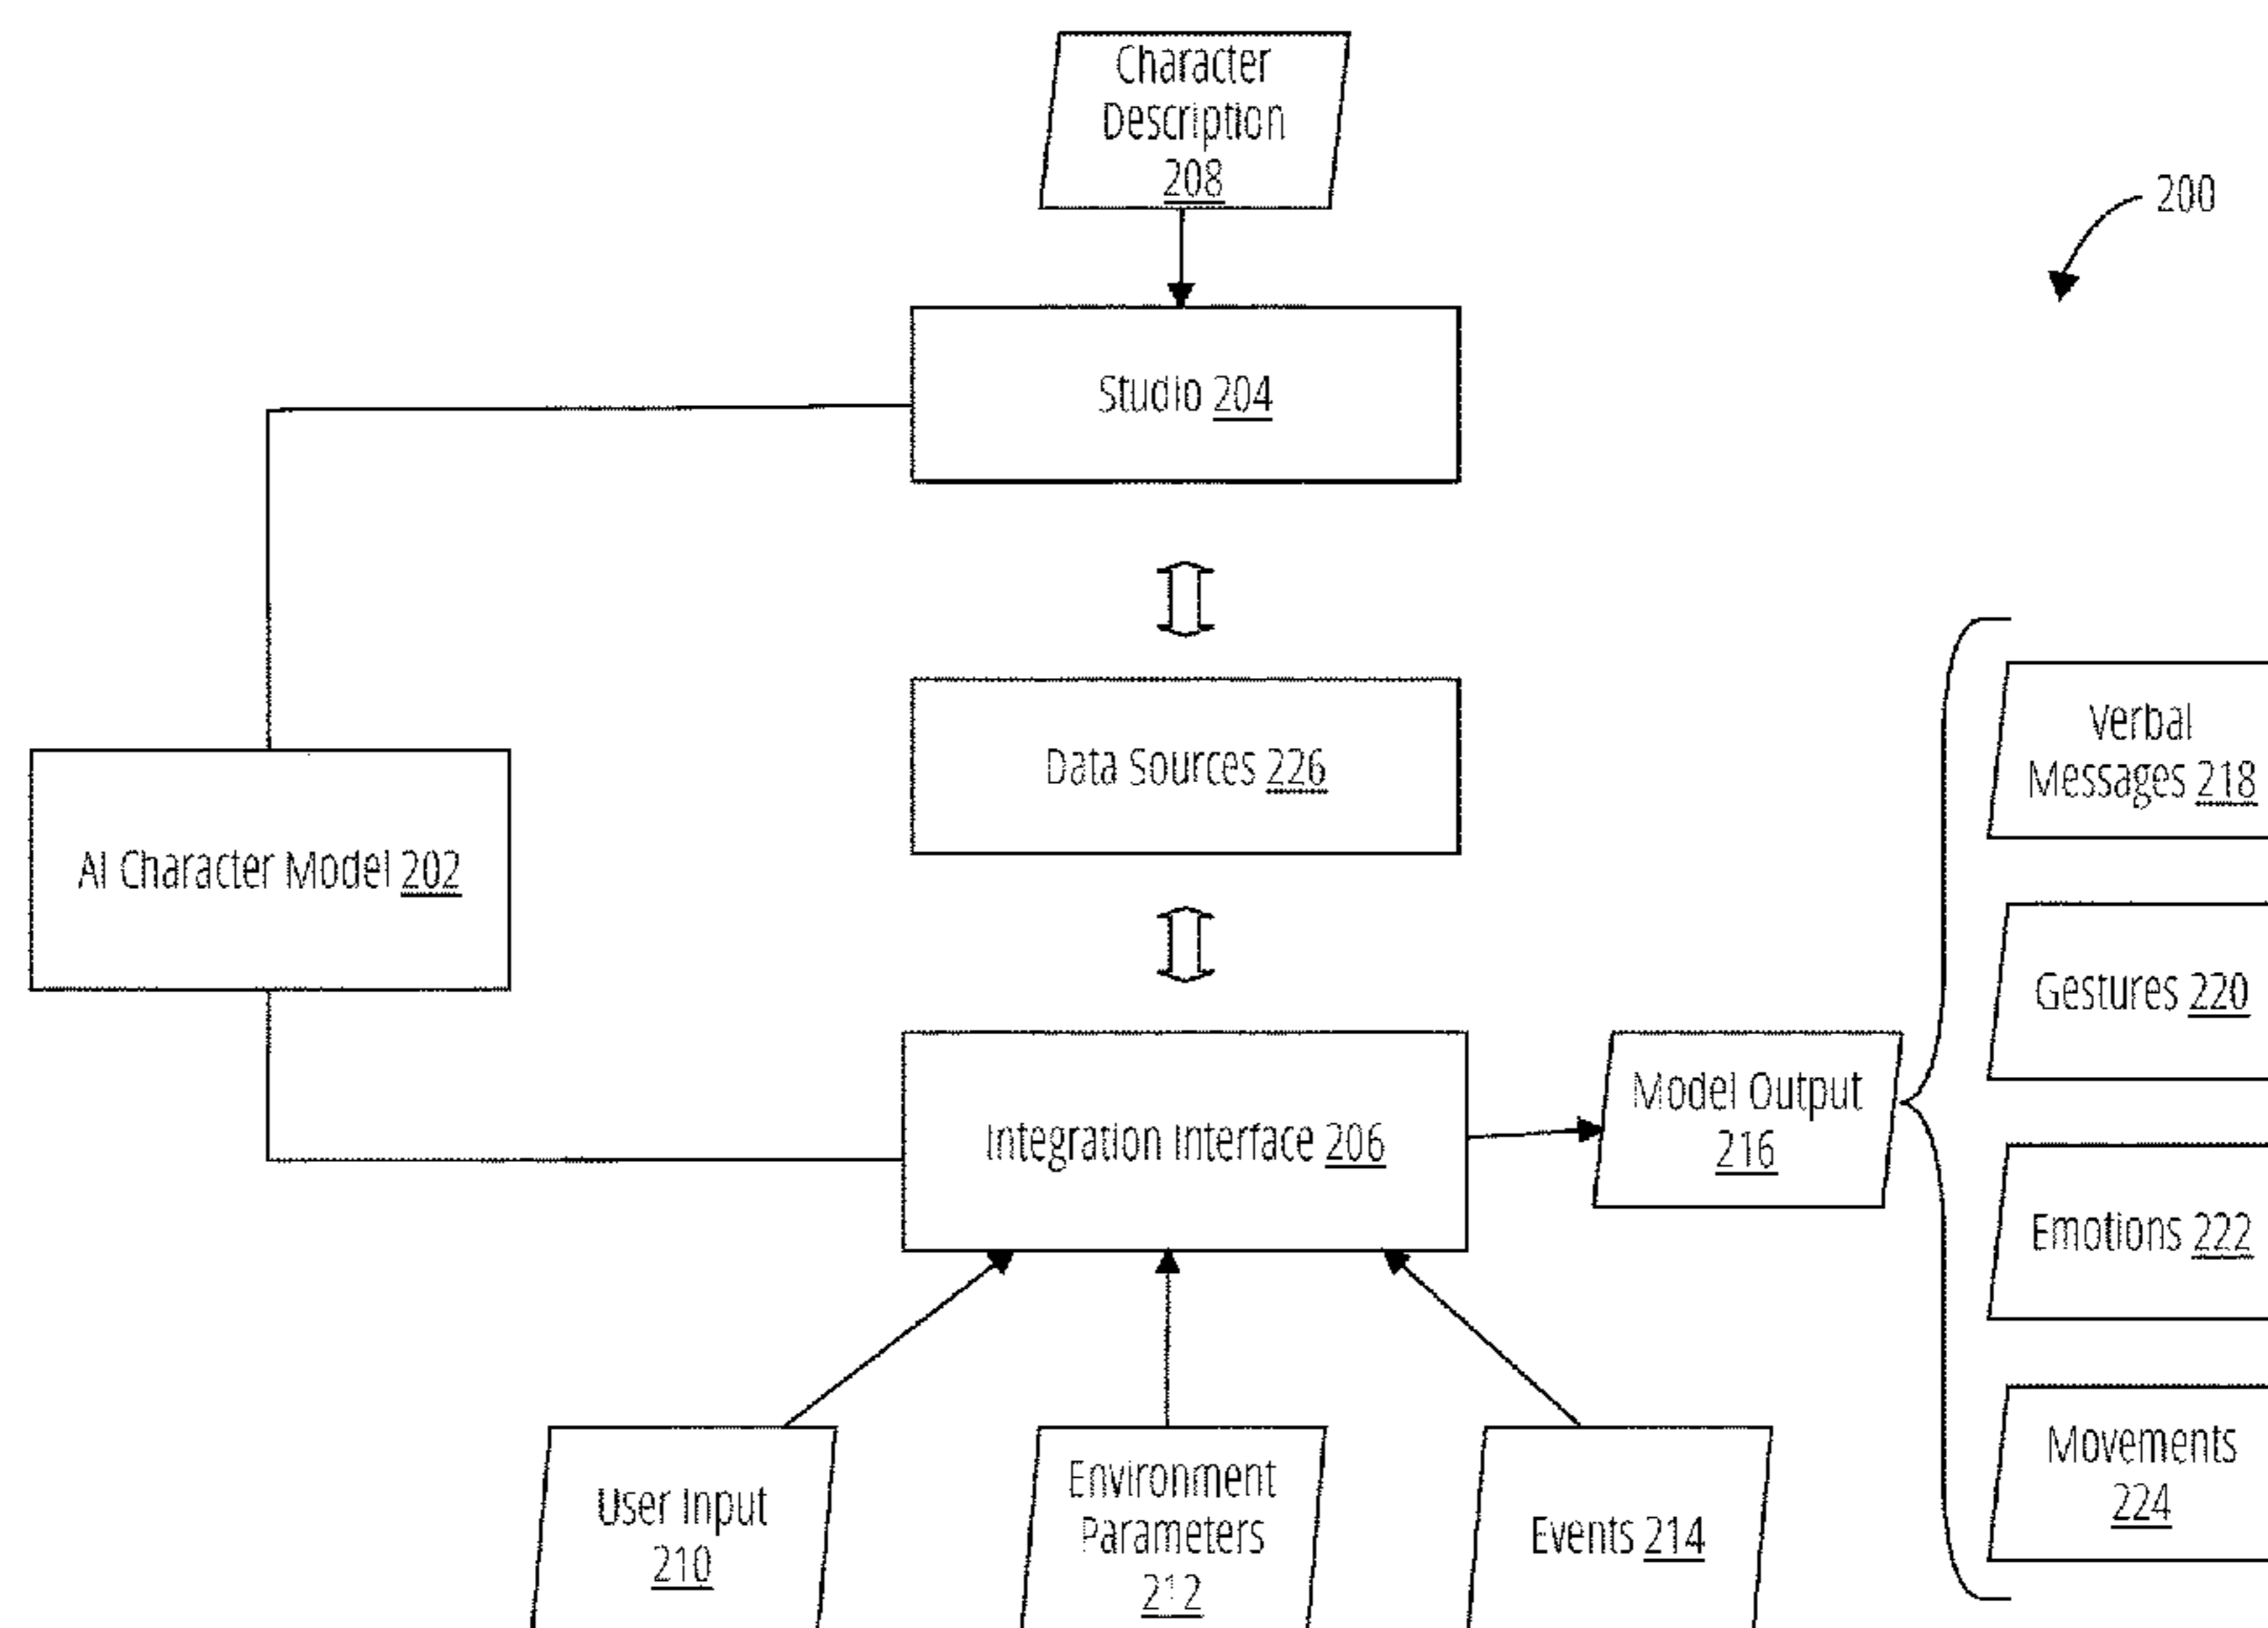 Character
Description
208
200
Studio 204
Data Sources 226
AI Character Model 202
Integration Interface 206
Model Output
216
Verbal
Messages 218
Gestures 220
Emotions 222
Movements
224
User Input
210
Environment
Parameters
212
Events 214